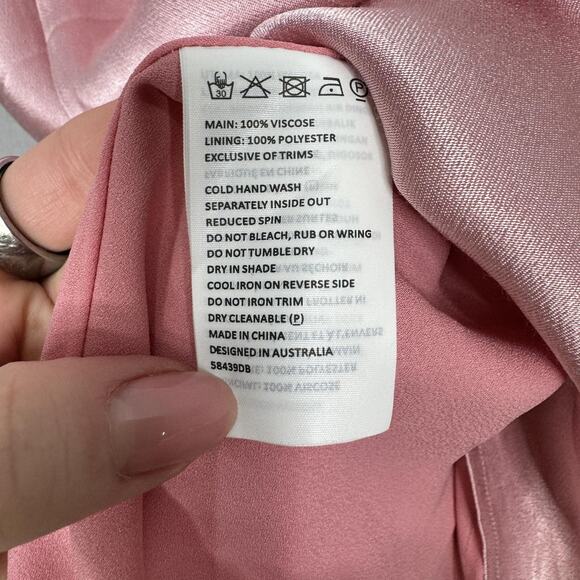 30
P
MAIN: 100% VISCOSE
LINING: 100% POLYESTER
EXCLUSIVE OF TRIMS
COLD HAND WASH
SEPARATELY INSIDE OUT
REDUCED SPIN
DO NOT BLEACH, RUB OR WRING
DO NOT TUMBLE DRY
DRY IN SHADE
COOL IRON ON REVERSE SIDE
DO NOT IRON TRIM
DRY CLEANABLE (P)
MADE IN CHINA
DESIGNED IN AUSTRALIA
58439DB